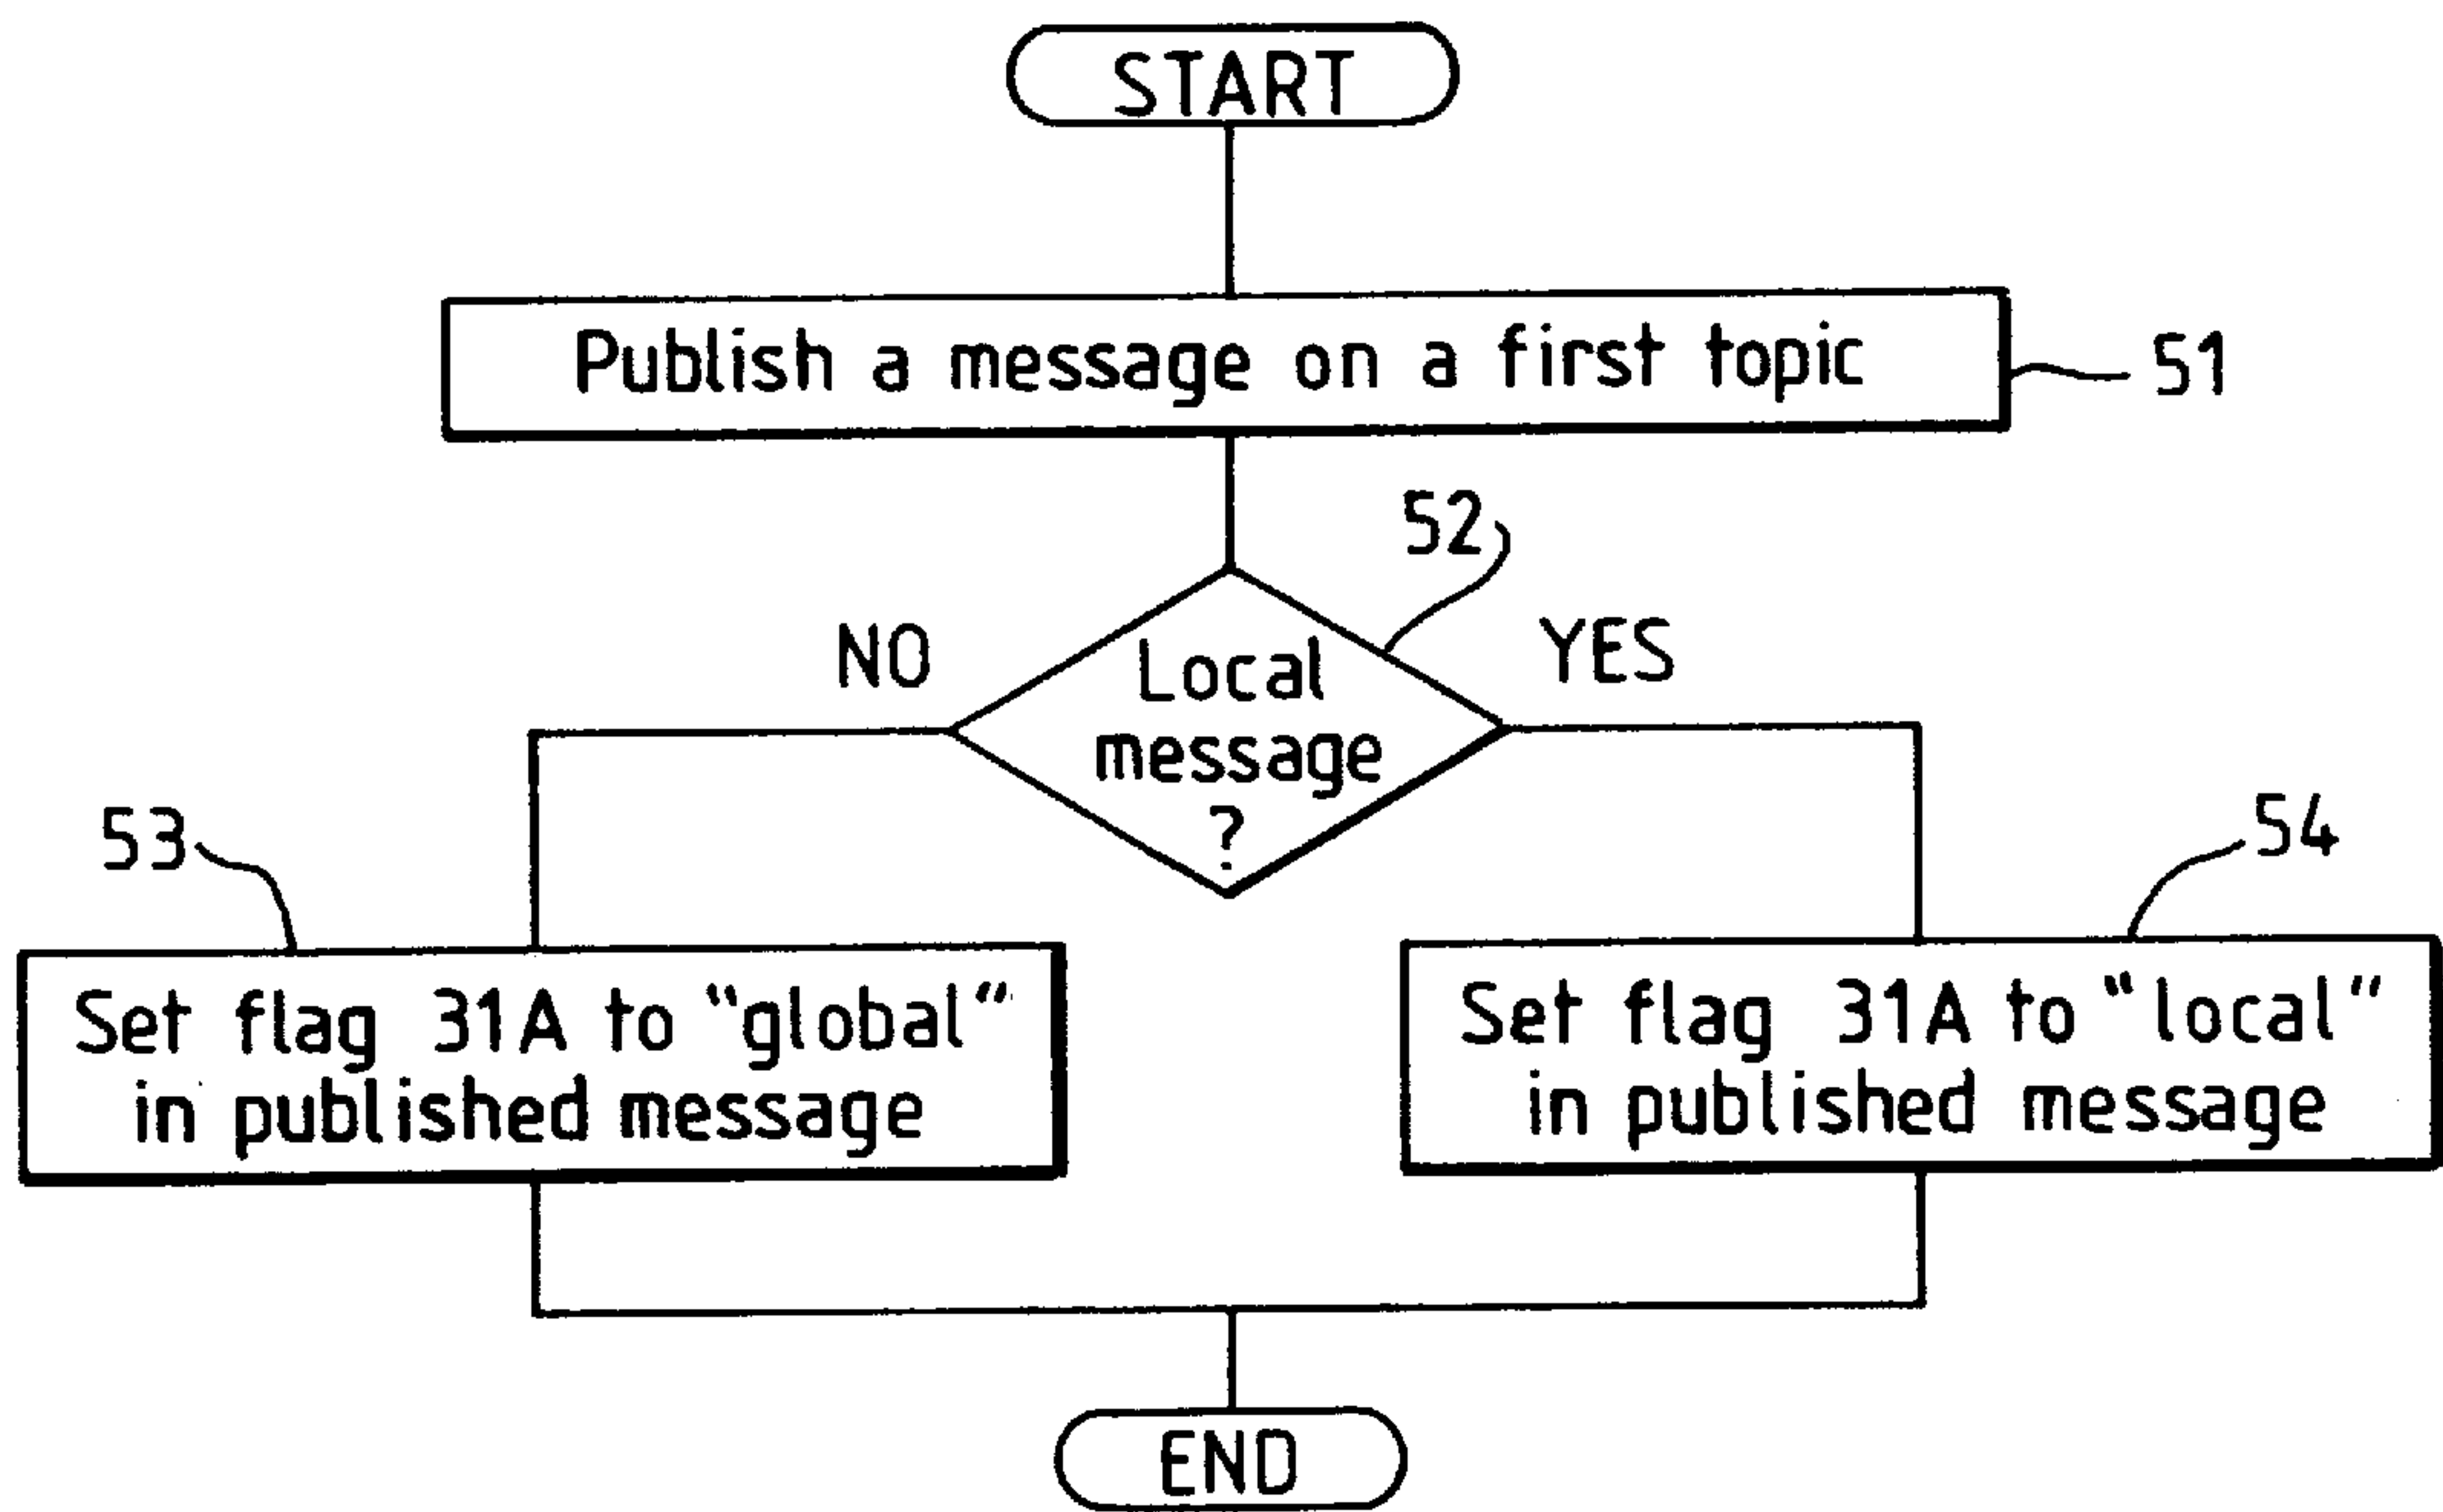 START
Publish a message on a first topic
51
52
NO
YES
Local
message
?
53
54
Set flag 31A to "global"
in published message
Set flag 31A to "local"
in published message
END